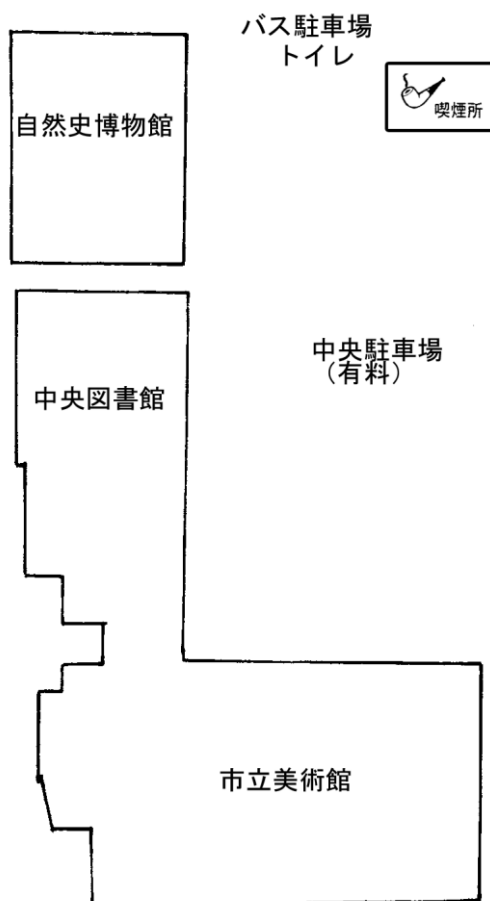 バス駐車場
トイレ
喫煙所
自然史博物館
中央駐車場
（有料）
中央図書館
市立美術館